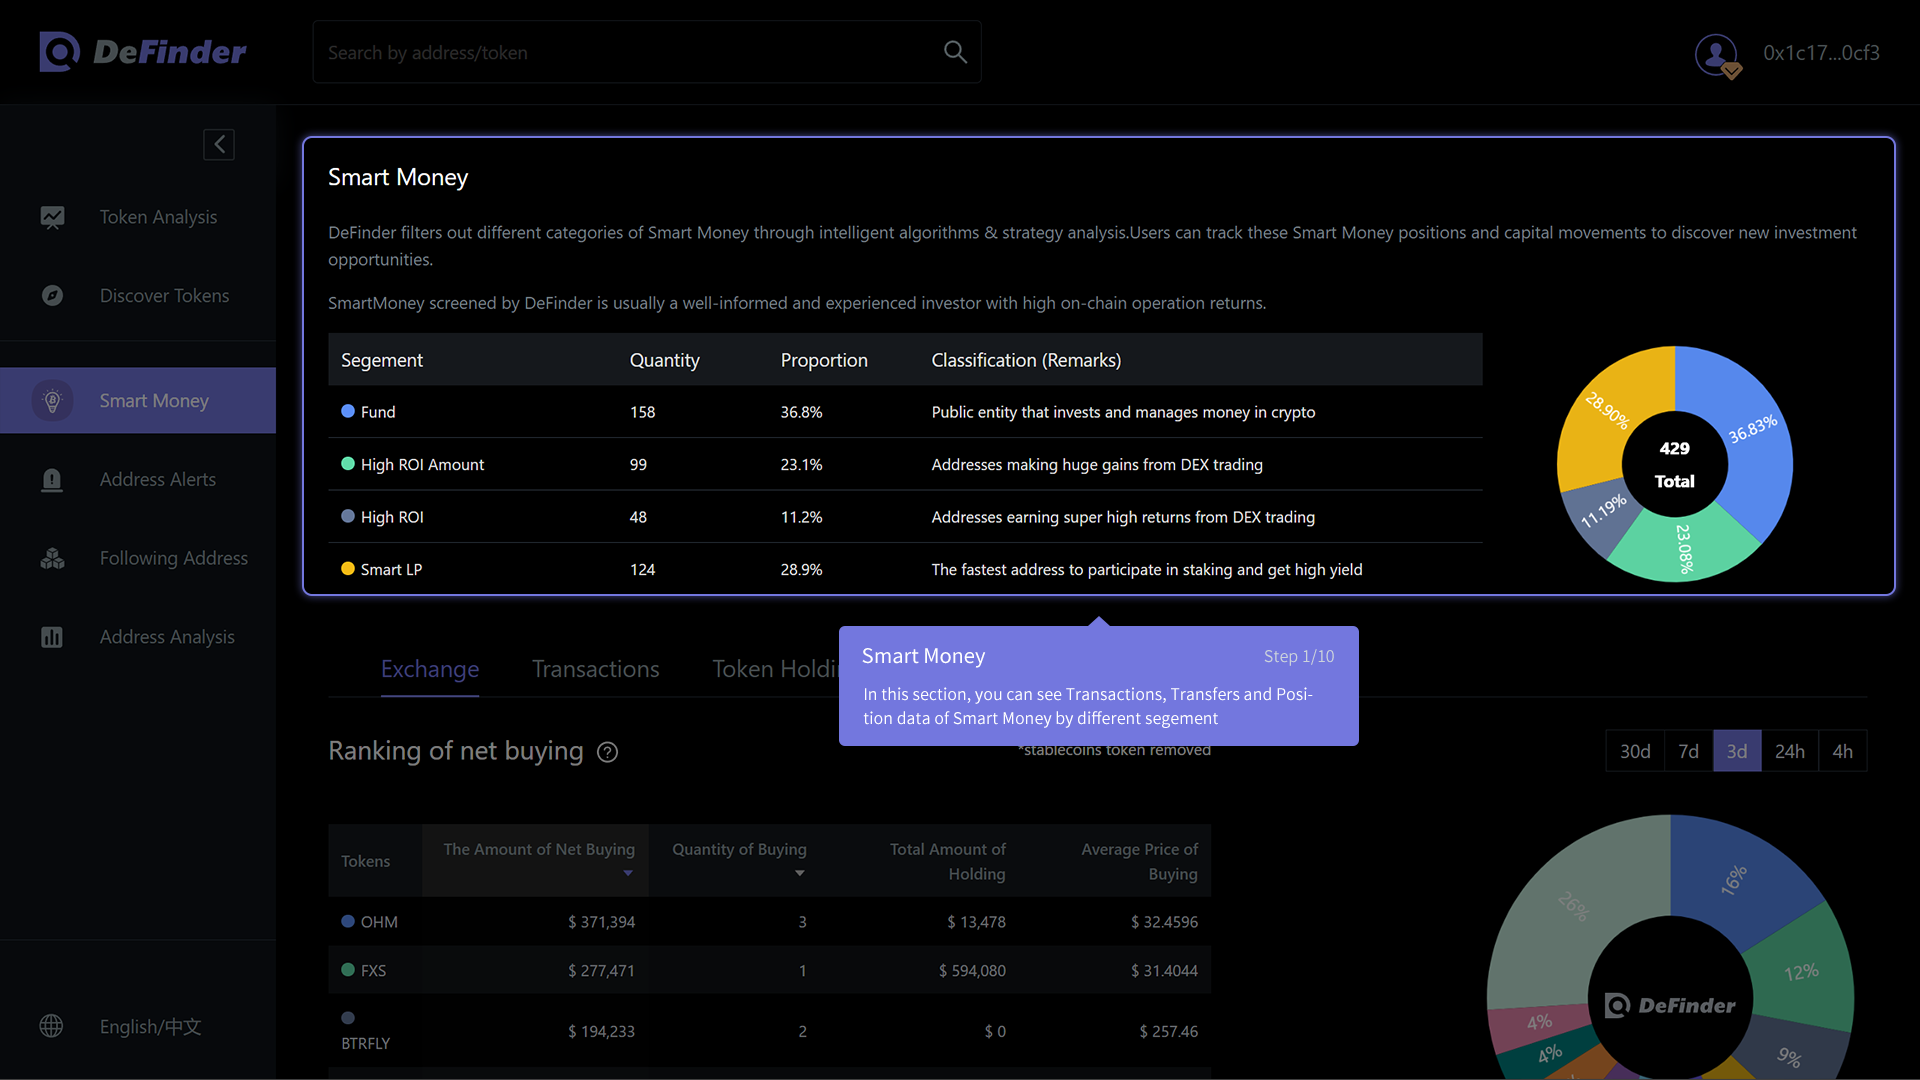 DeFinder
Search by address/token
0x1c17...0cf3
Token Analysis
Discover Tokens
Smart Money
Address Alerts
Following Address
Address Analysis
English/中文
Smart Money
DeFinder filters out different categories of Smart Money through intelligent algorithms & strategy analysis.Users can track these Smart Money positions and capital movements to discover new investment
opportunities.
SmartMoney screened by DeFinder is usually a well-informed and experienced investor with high on-chain operation returns.
Segement Quantity Proportion Classification (Remarks)
Fund 158 36.8% Public entity that invests and manages money in crypto
High ROI Amount 99 23.1% Addresses making huge gains from DEX trading
High ROI 48 11.2% Addresses earning super high returns from DEX trading
Smart LP 124 28.9% The fastest address to participate in staking and get high yield
28.90%
36.83%
11.19%
23.08%
429
Total
Exchange Transactions Token Holdi
Smart Money Step 1/10
In this section, you can see Transactions, Transfers and Posi-
tion data of Smart Money by different segement
Ranking of net buying ?
*stablecoins token removed
30d 7d 3d 24h 4h
Tokens The Amount of Net Buying Quantity of Buying Total Amount of Holding Average Price of Buying
OHM $ 371,394 3 $ 13,478 $ 32.4596
FXS $ 277,471 1 $ 594,080 $ 31.4044
BTRFLY $ 194,233 2 $ 0 $ 257.46
26%
16%
12%
9%
4%
4%
DeFinder